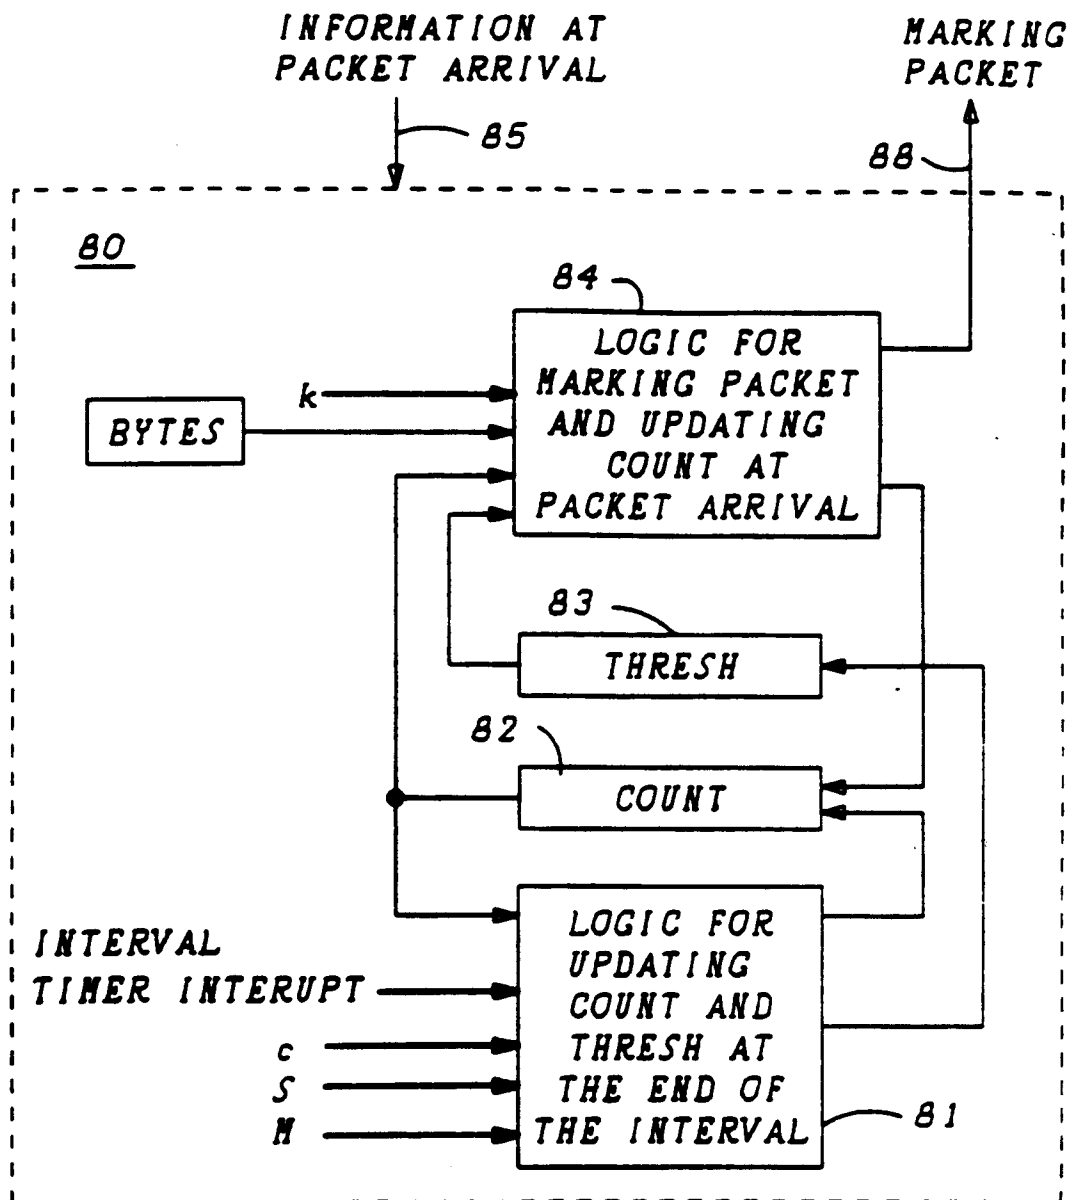 INFORMATION AT
PACKET ARRIVAL
MARKING
PACKET
85
88
80
84
LOGIC FOR
MARKING PACKET
AND UPDATING
COUNT AT
PACKET ARRIVAL
k
BYTES
83
THRESH
82
COUNT
INTERVAL
TIMER INTERUPT
c
S
M
LOGIC FOR
UPDATING
COUNT AND
THRESH AT
THE END OF
THE INTERVAL
81